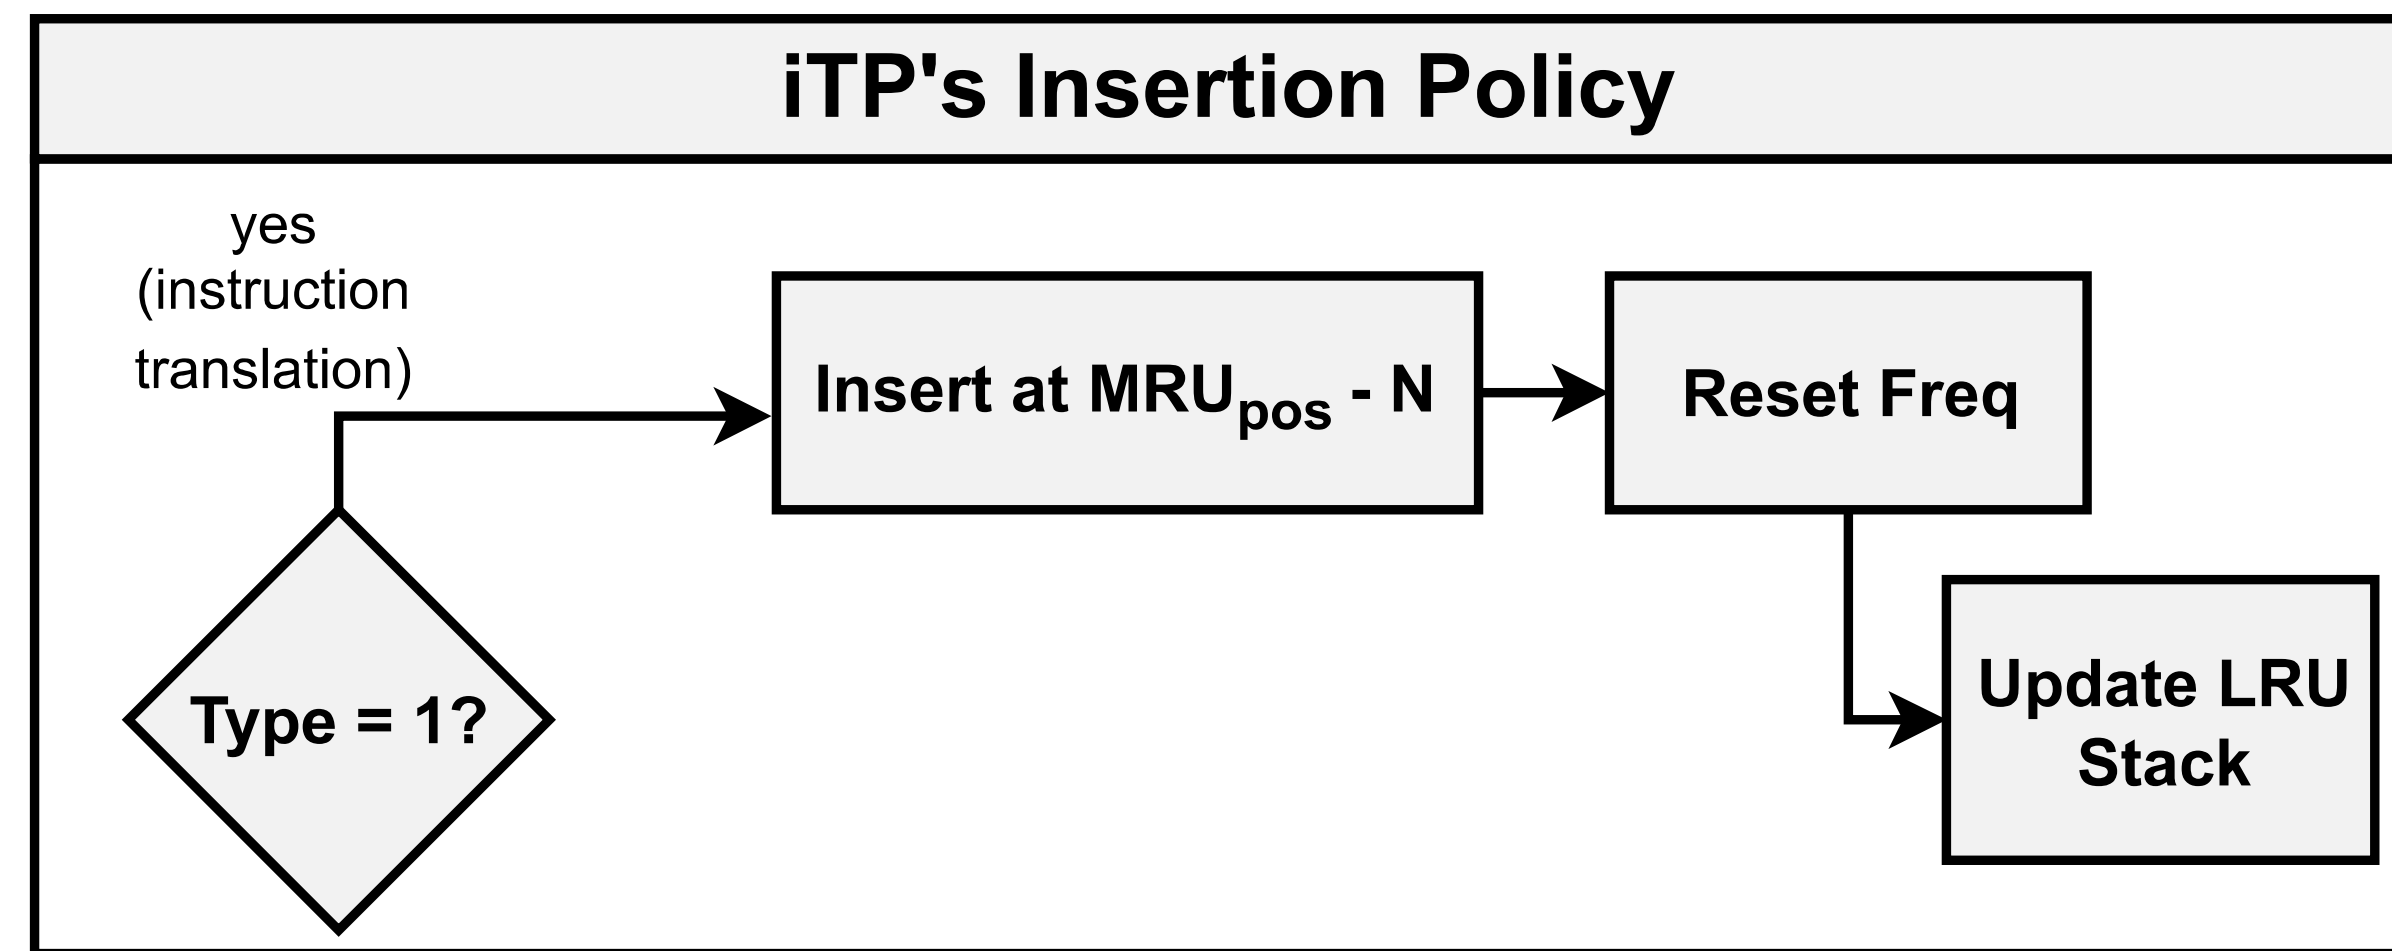 iTP's Insertion Policy
yes
(instruction
translation)
Insert at MRUpos - N
Reset Freq
Type = 1?
Update LRU
Stack